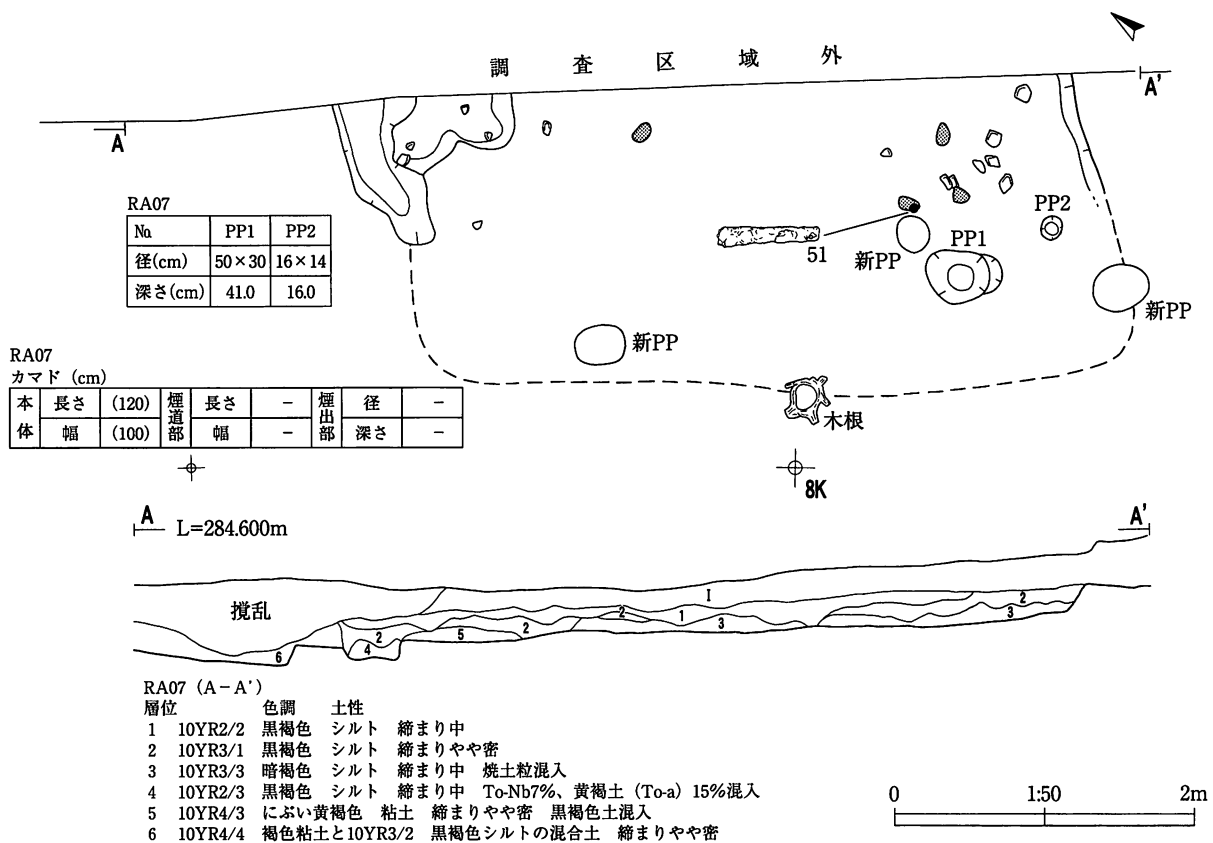 調査区域外
A
A'
RA07
№ PP1 PP2
径(cm) 50×30 16×14
深さ(cm) 41.0 16.0
51
新PP
PP1
PP2
新PP
新PP
木根
8K
RA07
カマド (cm)
本体 長さ (120) 煙道部 長さ － 煙出部 径 －
幅 (100) 幅 － 深さ －
A L=284.600m
A'
撹乱
I
1
2
3
2
3
2
4
5
2
6
RA07 (A－A')
層位 色調 土性
1 10YR2/2 黒褐色 シルト 締まり中
2 10YR3/1 黒褐色 シルト 締まりやや密
3 10YR3/3 暗褐色 シルト 締まり中 焼土粒混入
4 10YR2/3 黒褐色 シルト 締まり中 To-Nb7%、黄褐土 (To-a) 15%混入
5 10YR4/3 にぶい黄褐色 粘土 締まりやや密 黒褐色土混入
6 10YR4/4 褐色粘土と10YR3/2 黒褐色シルトの混合土 締まりやや密
0 1:50 2m